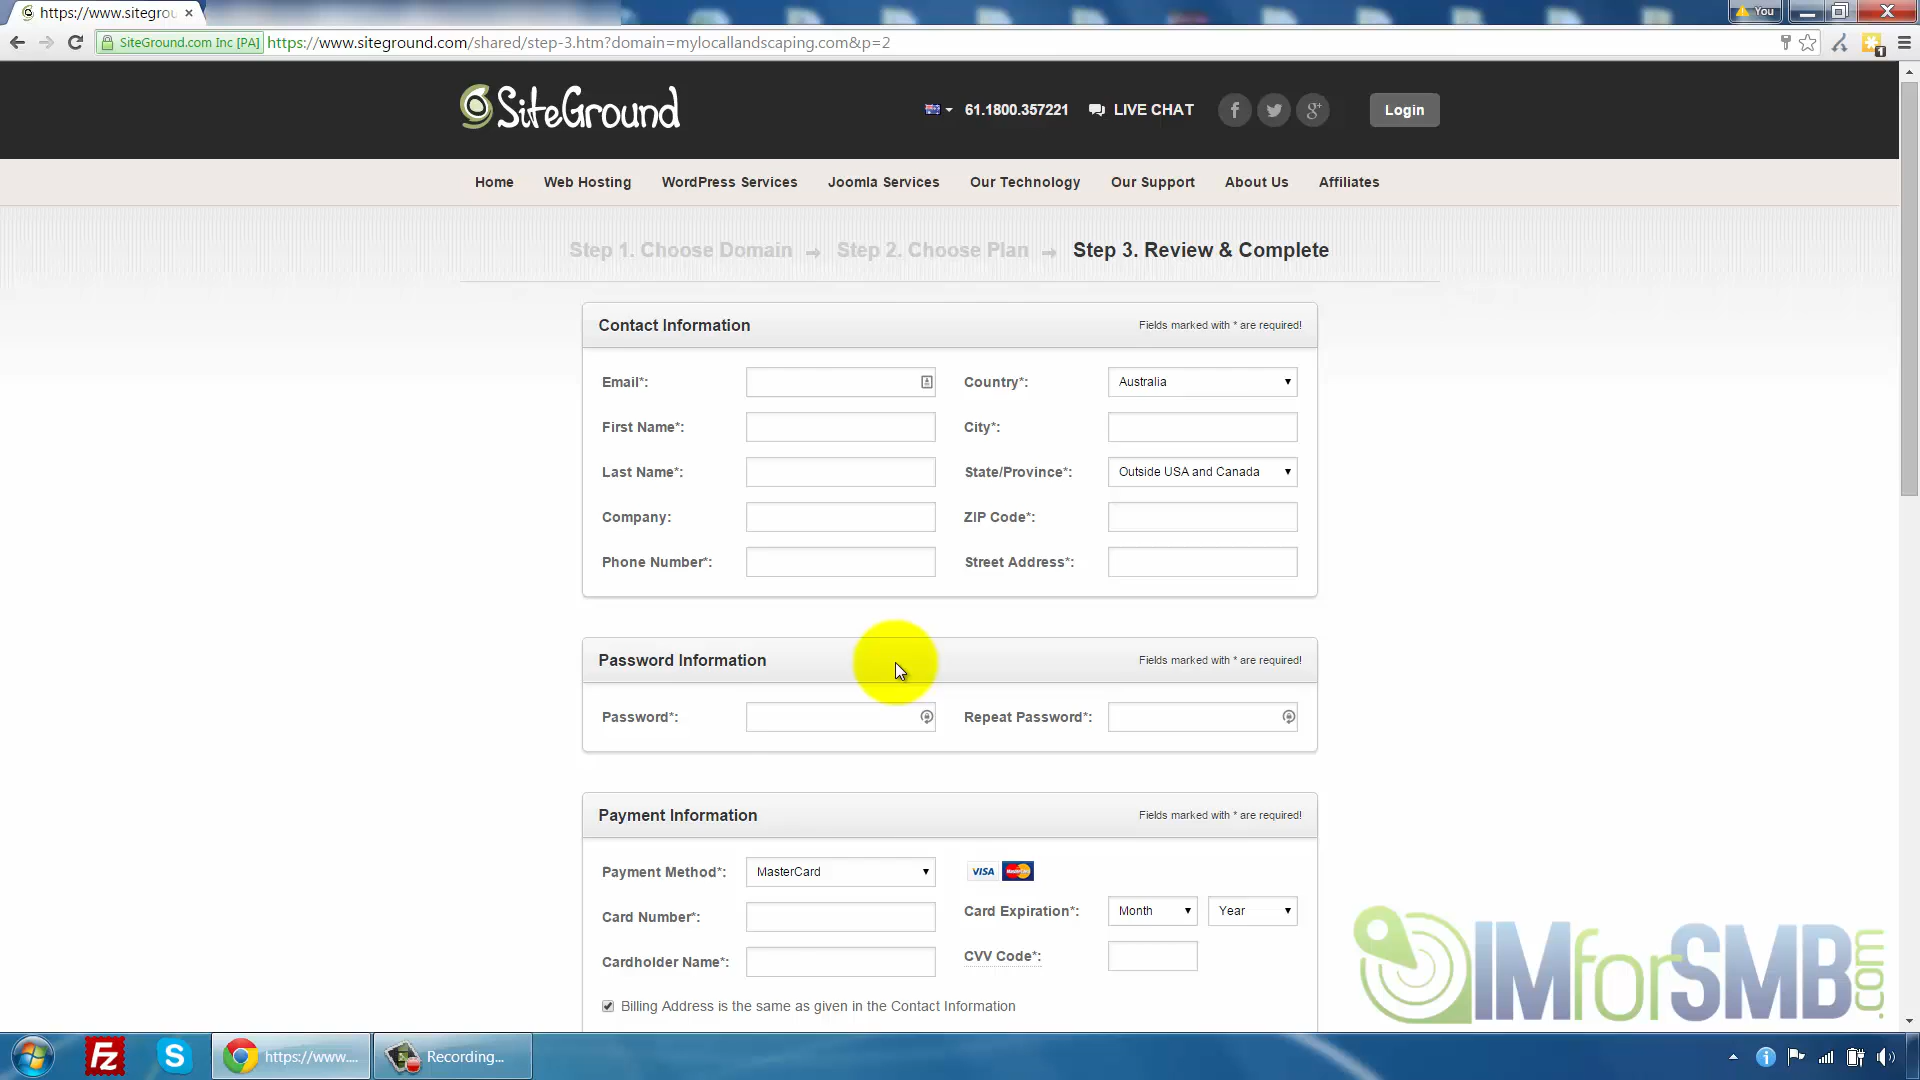 https://www.sitegrou
You
SiteGround.com Inc [PA]
https://www.siteground.com/shared/step-3.htm?domain=mylocallandscaping.com&p=2
1
SiteGround
61.1800.357221
LIVE CHAT
Login
Home
Web Hosting
WordPress Services
Joomla Services
Our Technology
Our Support
About Us
Affiliates
Step 1. Choose Domain → Step 2. Choose Plan → Step 3. Review & Complete
Contact Information
Fields marked with * are required!
Email*:
Country*:
Australia
First Name*:
City*:
Last Name*:
State/Province*:
Outside USA and Canada
Company:
ZIP Code*:
Phone Number*:
Street Address*:
Password Information
Fields marked with * are required!
Password*:
Repeat Password*:
Payment Information
Fields marked with * are required!
Payment Method*:
MasterCard
VISA
MasterCard
Card Number*:
Card Expiration*:
Month
Year
Cardholder Name*:
CVV Code*:
Billing Address is the same as given in the Contact Information
IMforSMB.com
https://www....
Recording...